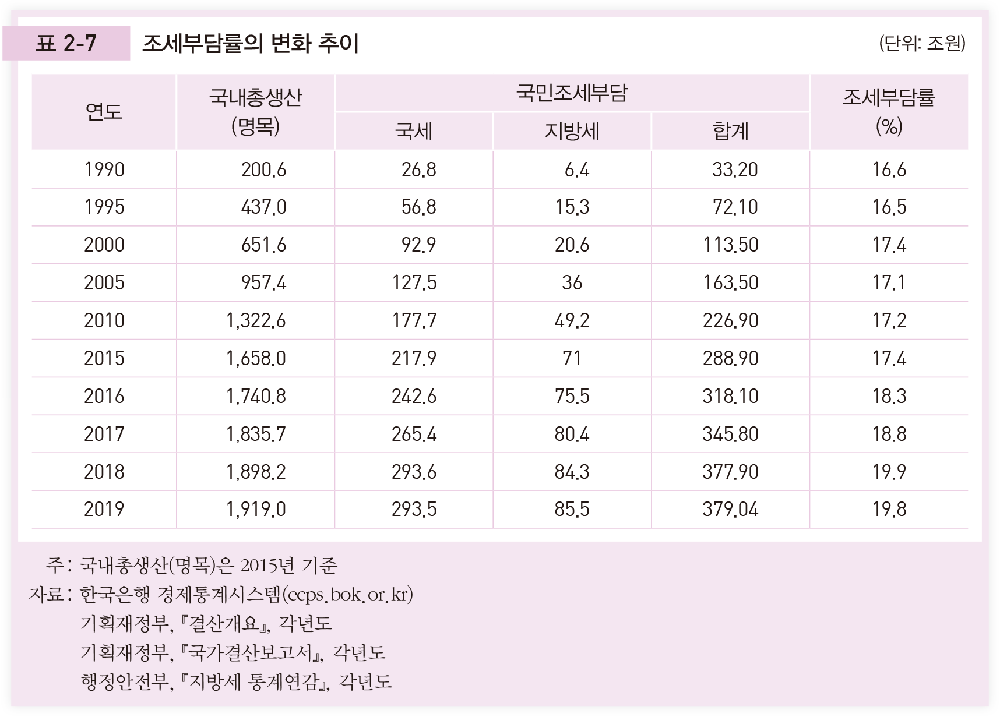 표 2-7 조세부담률의 변화 추이 (단위: 조원)
연도 국내총생산 (명목) 국민조세부담 조세부담률 (%)
국세 지방세 합계
1990 200.6 26.8 6.4 33.20 16.6
1995 437.0 56.8 15.3 72.10 16.5
2000 651.6 92.9 20.6 113.50 17.4
2005 957.4 127.5 36 163.50 17.1
2010 1,322.6 177.7 49.2 226.90 17.2
2015 1,658.0 217.9 71 288.90 17.4
2016 1,740.8 242.6 75.5 318.10 18.3
2017 1,835.7 265.4 80.4 345.80 18.8
2018 1,898.2 293.6 84.3 377.90 19.9
2019 1,919.0 293.5 85.5 379.04 19.8
주: 국내총생산(명목)은 2015년 기준
자료: 한국은행 경제통계시스템(ecps.bok.or.kr)
기획재정부, 『결산개요』, 각년도
기획재정부, 『국가결산보고서』, 각년도
행정안전부, 『지방세 통계연감』, 각년도